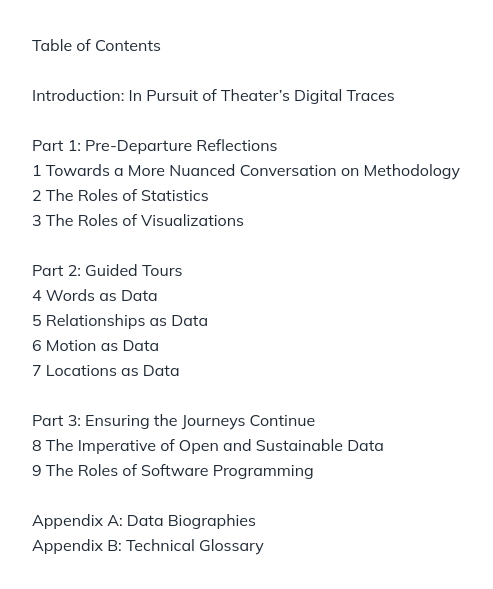 Table of Contents
Introduction: In Pursuit of Theater's Digital Traces
Part 1: Pre-Departure Reflections
1 Towards a More Nuanced Conversation on Methodology
2 The Roles of Statistics
3 The Roles of Visualizations
Part 2: Guided Tours
4 Words as Data
5 Relationships as Data
6 Motion as Data
7 Locations as Data
Part 3: Ensuring the Journeys Continue
8 The Imperative of Open and Sustainable Data
9 The Roles of Software Programming
Appendix A: Data Biographies
Appendix B: Technical Glossary